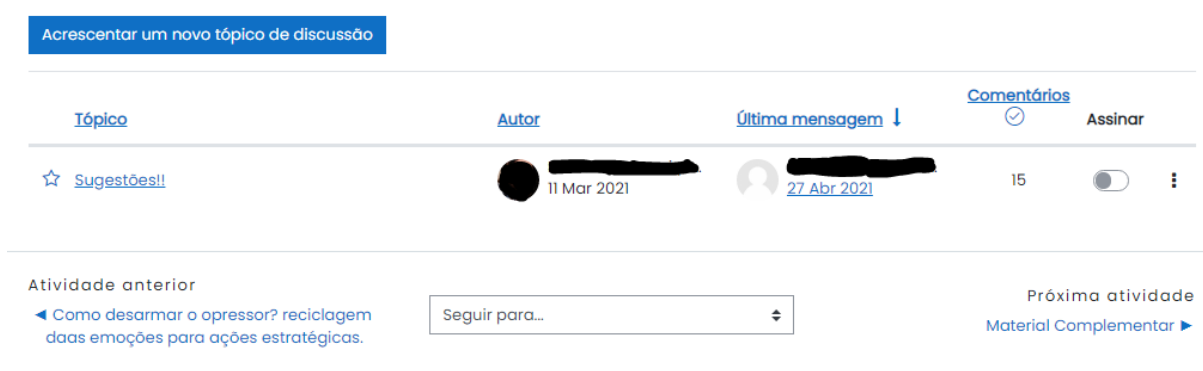 Acrescentar um novo tópico de discussão
Tópico
Autor
Última mensagem
Comentários
Assinar
Sugestões!!
11 Mar 2021
27 Abr 2021
15
Atividade anterior
◄ Como desarmar o opressor? reciclagem
daas emoções para ações estratégicas.
Seguir para...
Próxima atividade
Material Complementar ►